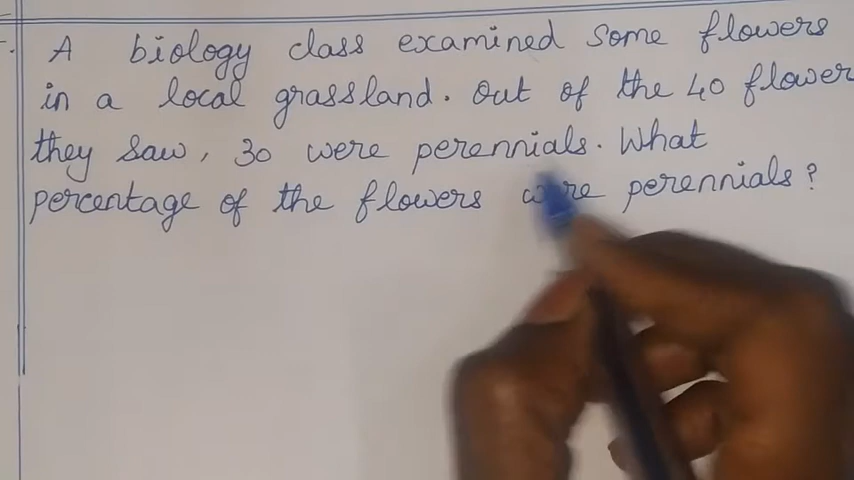 A biology class examined some flowers
in a local grassland. Out of the 40 flower
they saw, 30 were perennials. What
percentage of the flowers were perennials?